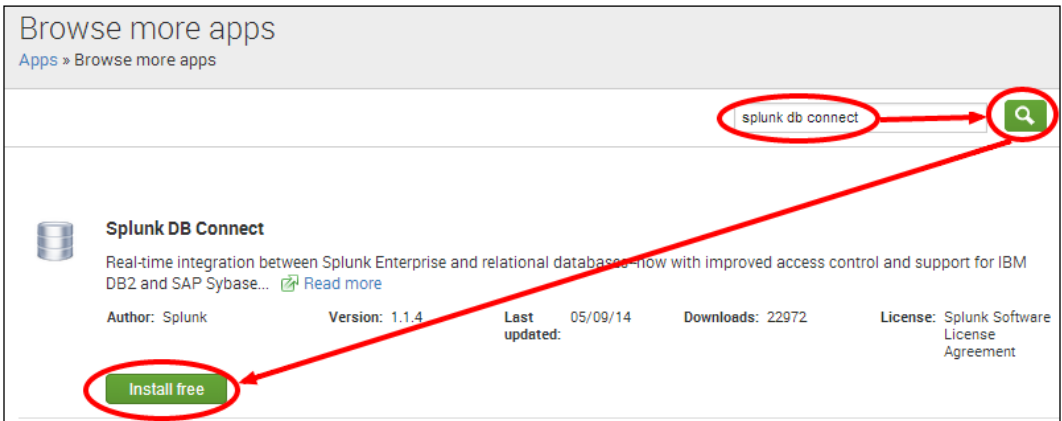 Browse more apps
Apps » Browse more apps
splunk db connect
Splunk DB Connect
Real-time integration between Splunk Enterprise and relational databases–now with improved access control and support for IBM
DB2 and SAP Sybase... Read more
Author: Splunk Version: 1.1.4 Last updated: 05/09/14 Downloads: 22972 License: Splunk Software License Agreement
Install free